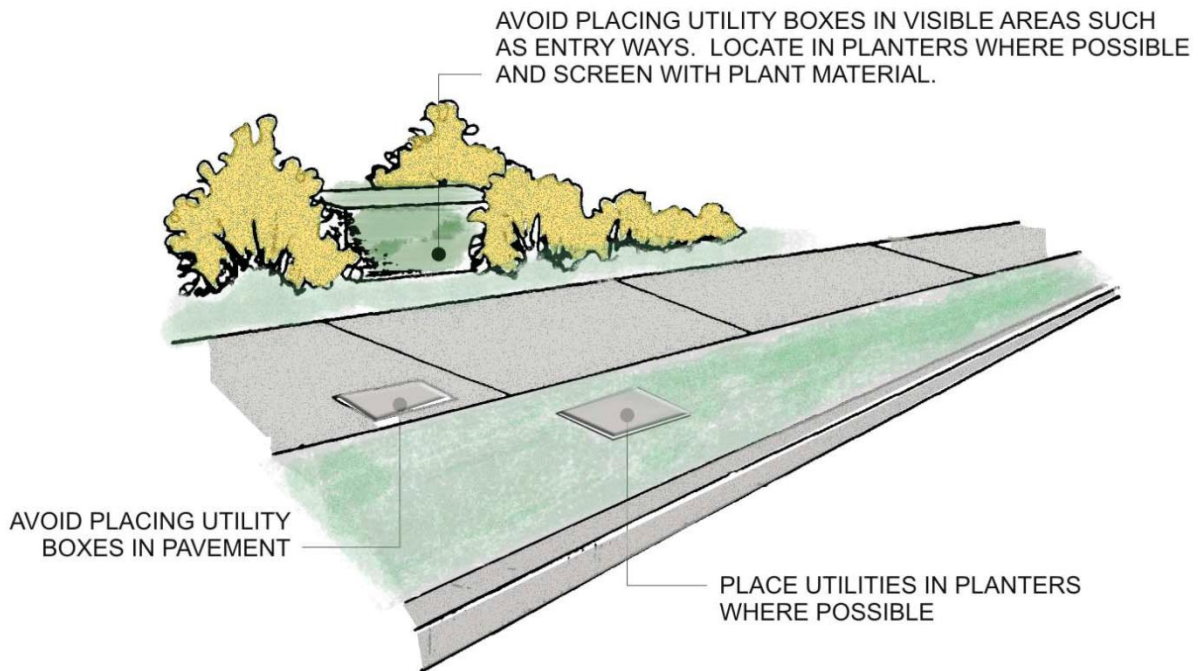 AVOID PLACING UTILITY BOXES IN VISIBLE AREAS SUCH
AS ENTRY WAYS.  LOCATE IN PLANTERS WHERE POSSIBLE
AND SCREEN WITH PLANT MATERIAL.
AVOID PLACING UTILITY
BOXES IN PAVEMENT
PLACE UTILITIES IN PLANTERS
WHERE POSSIBLE